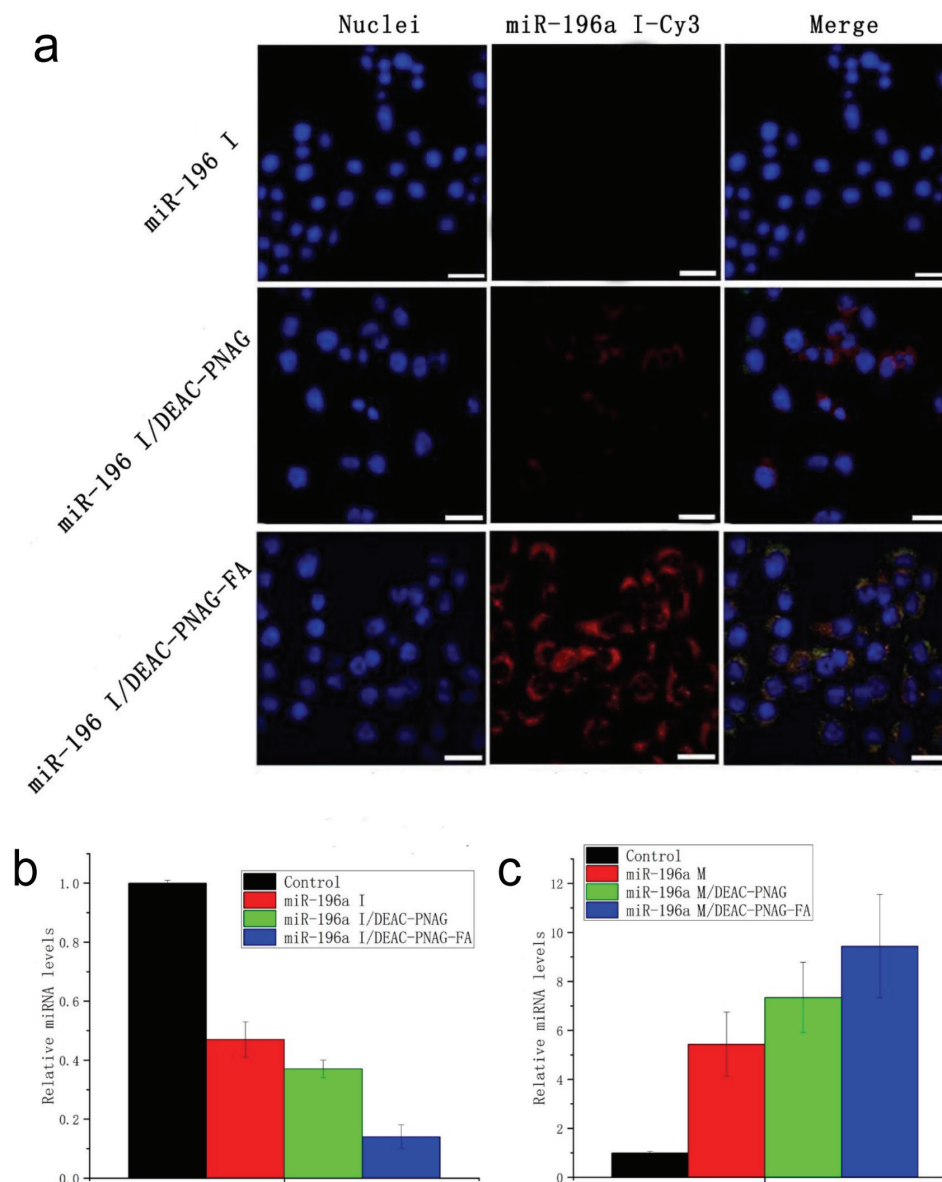 a
Nuclei miR-196a I-Cy3 Merge
miR-196 I
miR-196 I/DEAC-PNAG
miR-196 I/DEAC-PNAG-FA
b
Relative miRNA levels
1.0
0.8
0.6
0.4
0.2
0.0
Control
miR-196a I
miR-196a I/DEAC-PNAG
miR-196a I/DEAC-PNAG-FA
c
Relative miRNA levels
12
10
8
6
4
2
0
Control
miR-196a M
miR-196a M/DEAC-PNAG
miR-196a M/DEAC-PNAG-FA